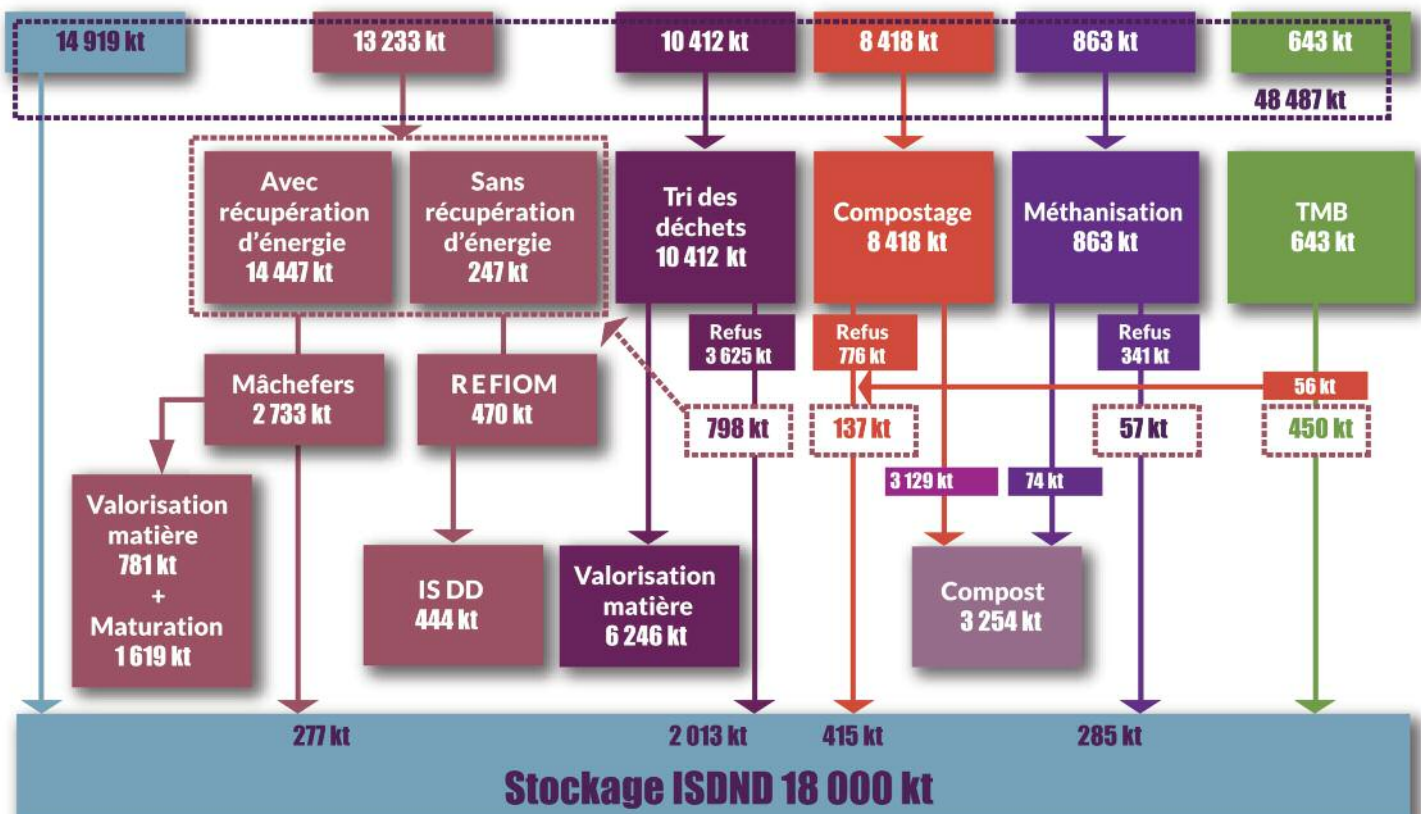 14 919 kt
13 233 kt
10 412 kt
8 418 kt
863 kt
643 kt
48 487 kt
Avec
récupération
d'énergie
14 447 kt
Sans
récupération
d'énergie
247 kt
Tri des
déchets
10 412 kt
Compostage
8 418 kt
Méthanisation
863 kt
TMB
643 kt
Refus
3 625 kt
Refus
776 kt
Refus
341 kt
Mâchefers
2 733 kt
REFIOM
470 kt
56 kt
798 kt
137 kt
57 kt
450 kt
3 129 kt
74 kt
Valorisation
matière
781 kt
+
Maturation
1 619 kt
IS DD
444 kt
Valorisation
matière
6 246 kt
Compost
3 254 kt
277 kt
2 013 kt
415 kt
285 kt
Stockage ISDND 18 000 kt